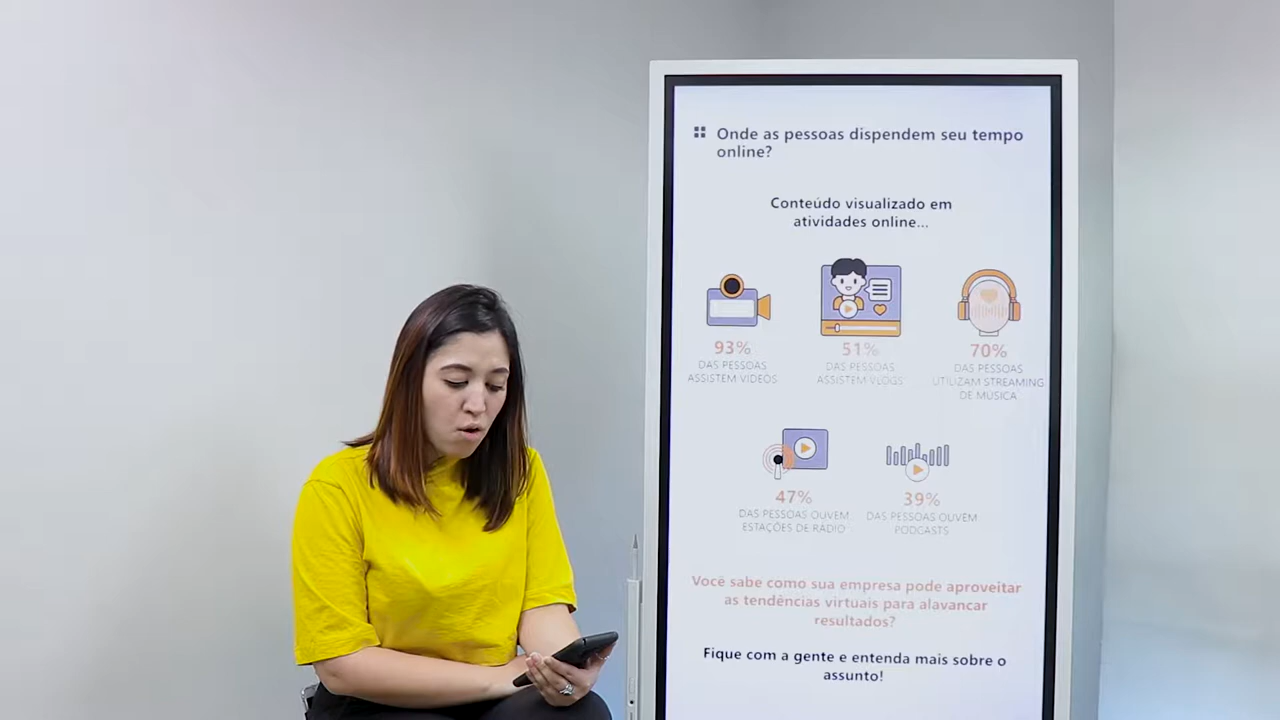 Onde as pessoas dispendem seu tempo
online?
Conteúdo visualizado em
atividades online...
93%
DAS PESSOAS
ASSISTEM VÍDEOS
51%
DAS PESSOAS
ASSISTEM VLOGS
70%
DAS PESSOAS
UTILIZAM STREAMING
DE MÚSICA
47%
DAS PESSOAS OUVEM
ESTAÇÕES DE RÁDIO
39%
DAS PESSOAS OUVEM
PODCASTS
Você sabe como sua empresa pode aproveitar
as tendências virtuais para alavancar
resultados?
Fique com a gente e entenda mais sobre o
assunto!